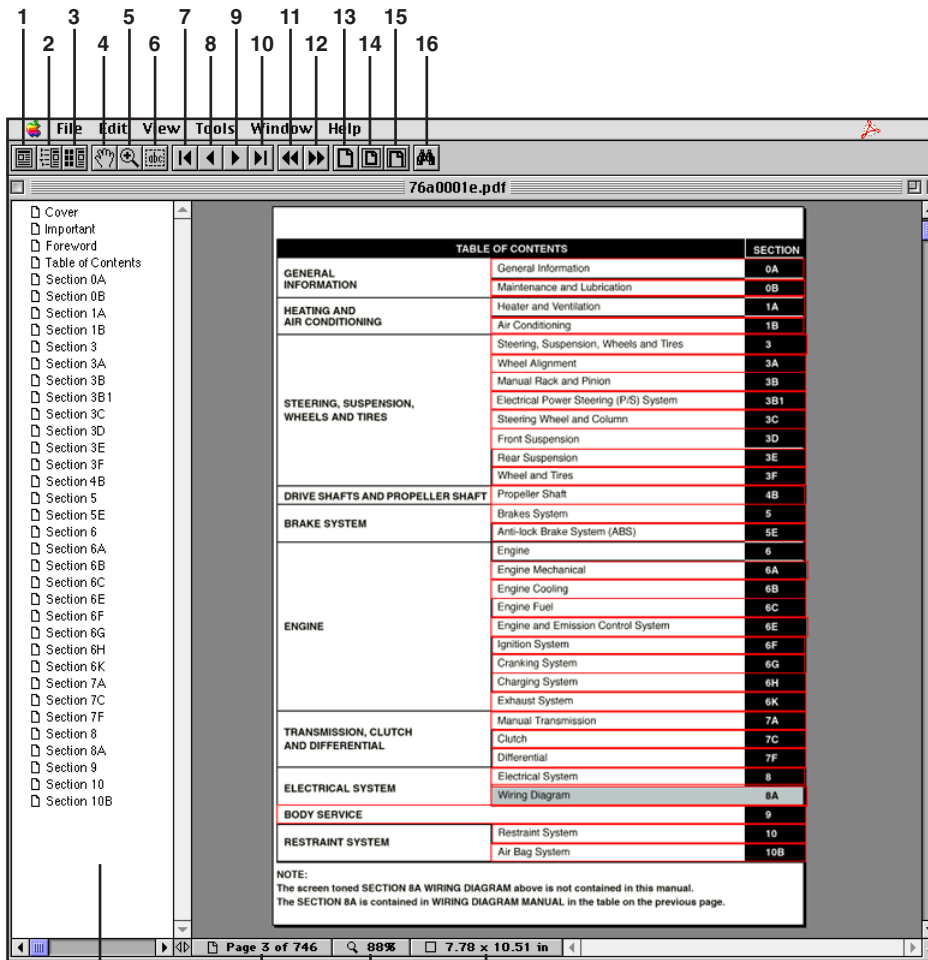 1 3 5 7 9 11 13 15
2 4 6 8 10 12 14 16
File Edit View Tools Window Help
abc
76a0001e.pdf
Cover
Important
Foreword
Table of Contents
Section 0A
Section 0B
Section 1A
Section 1B
Section 3
Section 3A
Section 3B
Section 3B1
Section 3C
Section 3D
Section 3E
Section 3F
Section 4B
Section 5
Section 5E
Section 6
Section 6A
Section 6B
Section 6C
Section 6E
Section 6F
Section 6G
Section 6H
Section 6K
Section 7A
Section 7C
Section 7F
Section 8
Section 8A
Section 9
Section 10
Section 10B
TABLE OF CONTENTS SECTION
GENERAL
INFORMATION
General Information 0A
Maintenance and Lubrication 0B
HEATING AND
AIR CONDITIONING
Heater and Ventilation 1A
Air Conditioning 1B
STEERING, SUSPENSION,
WHEELS AND TIRES
Steering, Suspension, Wheels and Tires 3
Wheel Alignment 3A
Manual Rack and Pinion 3B
Electrical Power Steering (P/S) System 3B1
Steering Wheel and Column 3C
Front Suspension 3D
Rear Suspension 3E
Wheel and Tires 3F
DRIVE SHAFTS AND PROPELLER SHAFT Propeller Shaft 4B
BRAKE SYSTEM
Brakes System 5
Anti-lock Brake System (ABS) 5E
ENGINE
Engine 6
Engine Mechanical 6A
Engine Cooling 6B
Engine Fuel 6C
Engine and Emission Control System 6E
Ignition System 6F
Cranking System 6G
Charging System 6H
Exhaust System 6K
TRANSMISSION, CLUTCH
AND DIFFERENTIAL
Manual Transmission 7A
Clutch 7C
Differential 7F
ELECTRICAL SYSTEM
Electrical System 8
Wiring Diagram 8A
BODY SERVICE 9
RESTRAINT SYSTEM
Restraint System 10
Air Bag System 10B
NOTE:
The screen toned SECTION 8A WIRING DIAGRAM above is not contained in this manual.
The SECTION 8A is contained in WIRING DIAGRAM MANUAL in the table on the previous page.
Page 3 of 746 88% 7.78 x 10.51 in